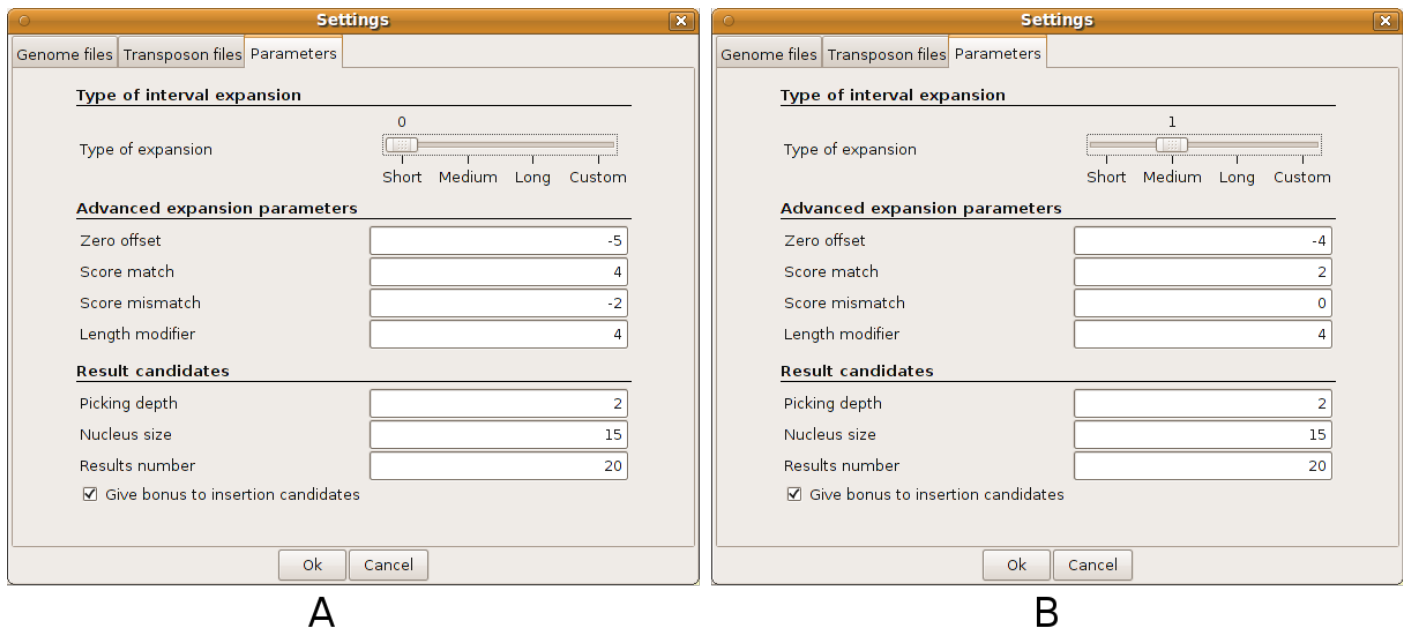 Settings
Genome files Transposon files Parameters
Type of interval expansion
0
Type of expansion
Short Medium Long Custom
Advanced expansion parameters
Zero offset -5
Score match 4
Score mismatch -2
Length modifier 4
Result candidates
Picking depth 2
Nucleus size 15
Results number 20
Give bonus to insertion candidates
Ok Cancel
A
Settings
Genome files Transposon files Parameters
Type of interval expansion
1
Type of expansion
Short Medium Long Custom
Advanced expansion parameters
Zero offset -4
Score match 2
Score mismatch 0
Length modifier 4
Result candidates
Picking depth 2
Nucleus size 15
Results number 20
Give bonus to insertion candidates
Ok Cancel
B